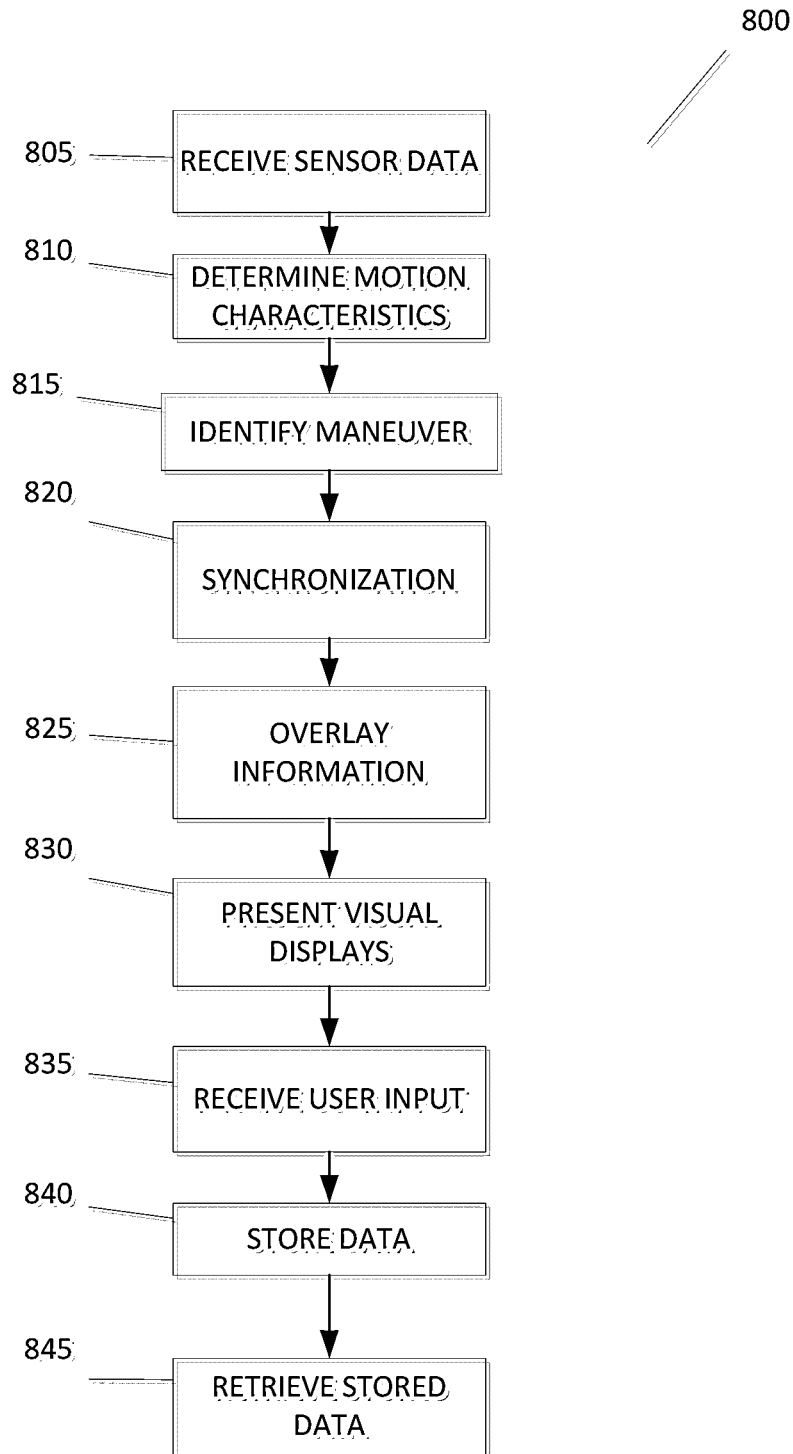 800
805
RECEIVE SENSOR DATA
810
DETERMINE MOTION
CHARACTERISTICS
815
IDENTIFY MANEUVER
820
SYNCHRONIZATION
825
OVERLAY
INFORMATION
830
PRESENT VISUAL
DISPLAYS
835
RECEIVE USER INPUT
840
STORE DATA
845
RETRIEVE STORED
DATA